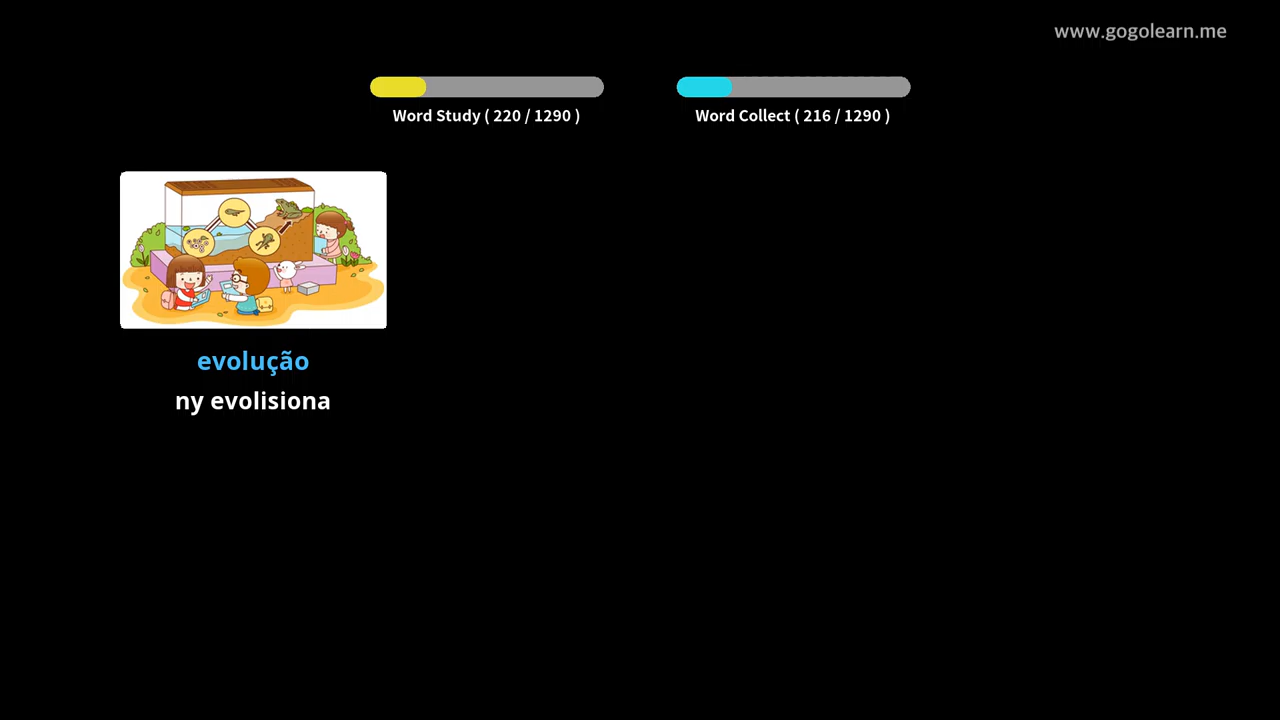 www.gogolearn.me
Word Study ( 220 / 1290 )
Word Collect ( 216 / 1290 )
evolução
ny evolisiona